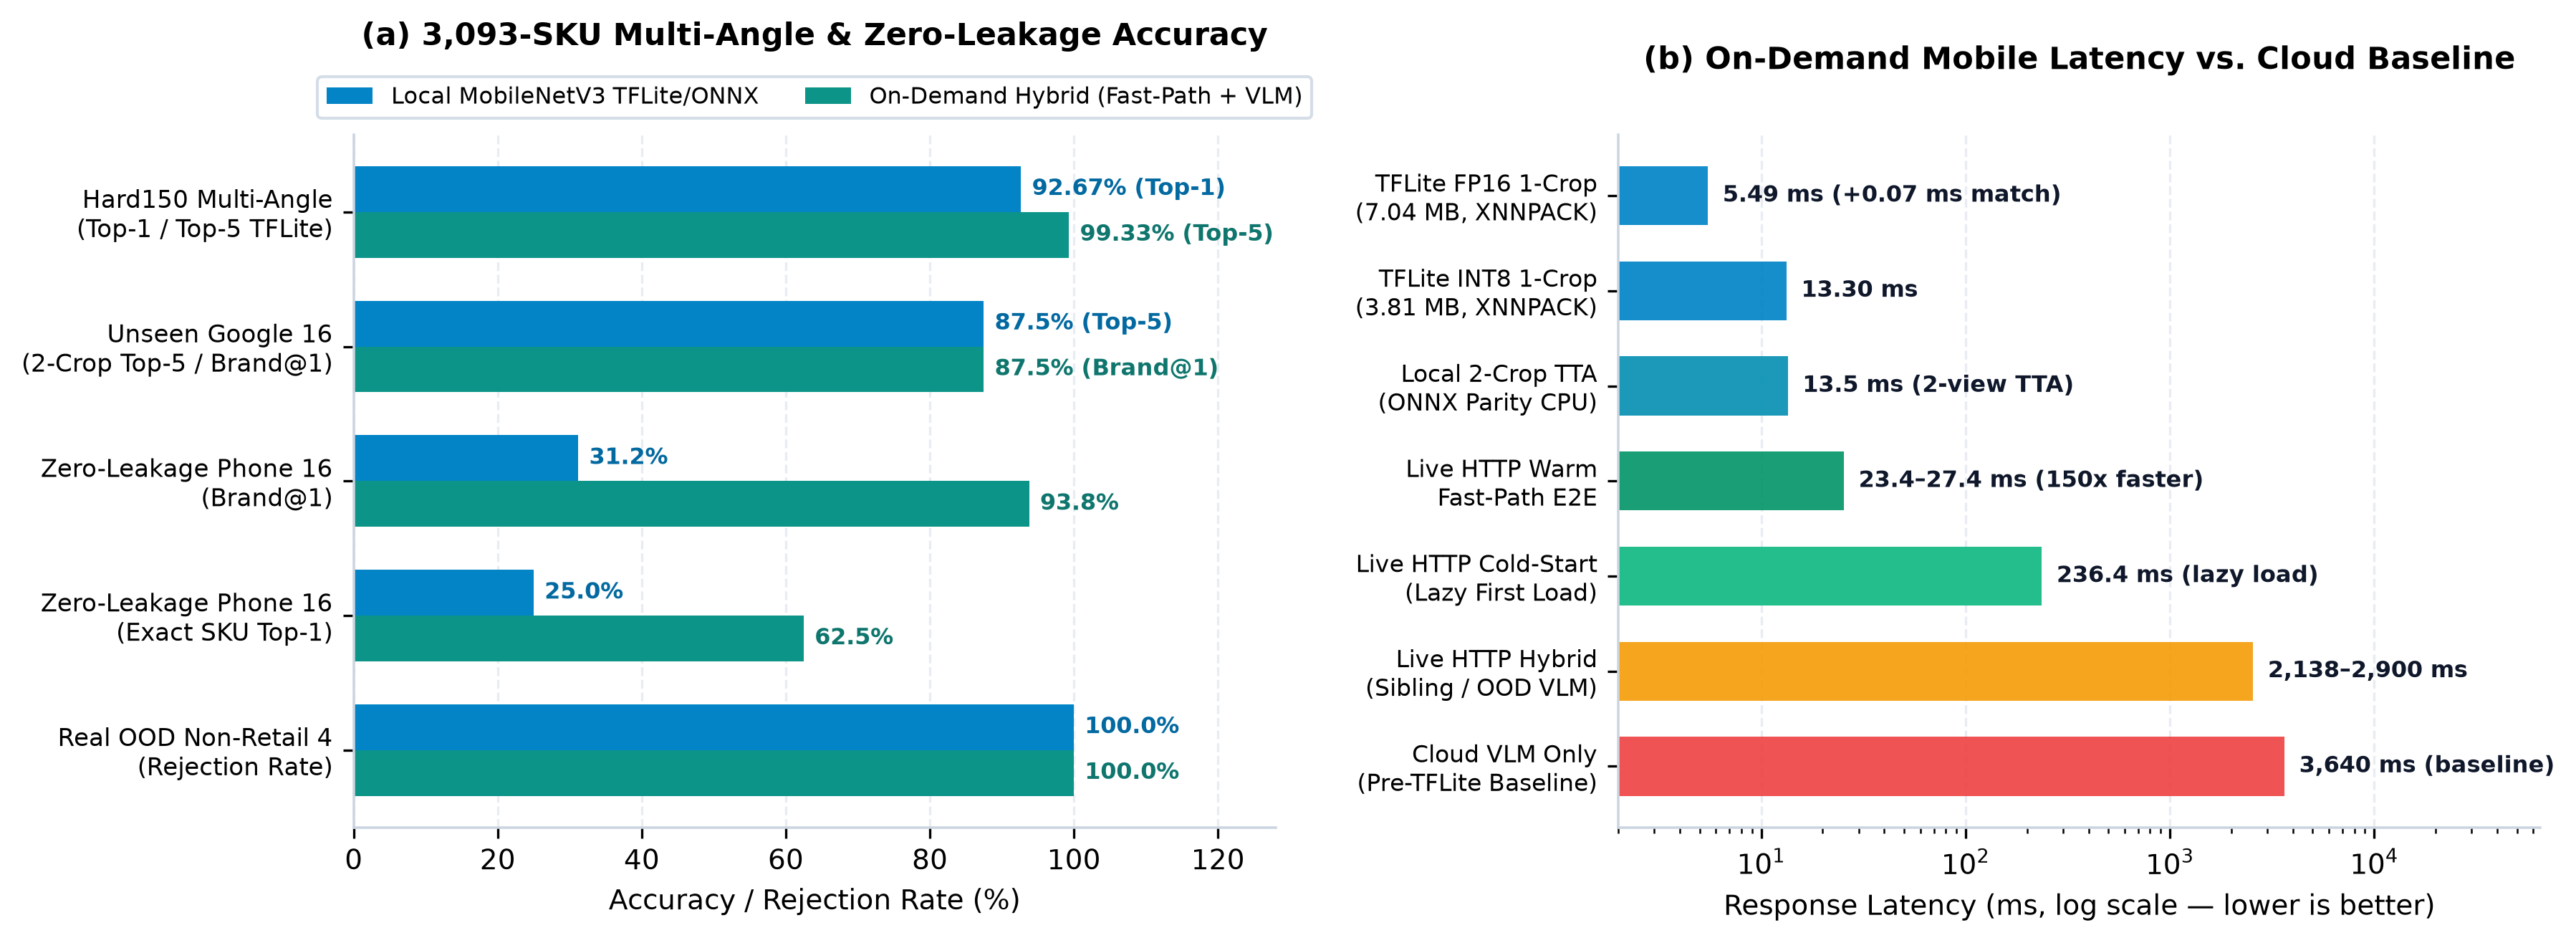 (a) 3,093-SKU Multi-Angle & Zero-Leakage Accuracy
Local MobileNetV3 TFLite/ONNX
On-Demand Hybrid (Fast-Path + VLM)
Hard150 Multi-Angle
(Top-1 / Top-5 TFLite)
92.67% (Top-1)
99.33% (Top-5)
Unseen Google 16
(2-Crop Top-5 / Brand@1)
87.5% (Top-5)
87.5% (Brand@1)
Zero-Leakage Phone 16
(Brand@1)
31.2%
93.8%
Zero-Leakage Phone 16
(Exact SKU Top-1)
25.0%
62.5%
Real OOD Non-Retail 4
(Rejection Rate)
100.0%
100.0%
0 20 40 60 80 100 120
Accuracy / Rejection Rate (%)
(b) On-Demand Mobile Latency vs. Cloud Baseline
TFLite FP16 1-Crop
(7.04 MB, XNNPACK)
5.49 ms (+0.07 ms match)
TFLite INT8 1-Crop
(3.81 MB, XNNPACK)
13.30 ms
Local 2-Crop TTA
(ONNX Parity CPU)
13.5 ms (2-view TTA)
Live HTTP Warm
Fast-Path E2E
23.4–27.4 ms (150x faster)
Live HTTP Cold-Start
(Lazy First Load)
236.4 ms (lazy load)
Live HTTP Hybrid
(Sibling / OOD VLM)
2,138–2,900 ms
Cloud VLM Only
(Pre-TFLite Baseline)
3,640 ms (baseline)
10¹ 10² 10³ 10⁴
Response Latency (ms, log scale — lower is better)